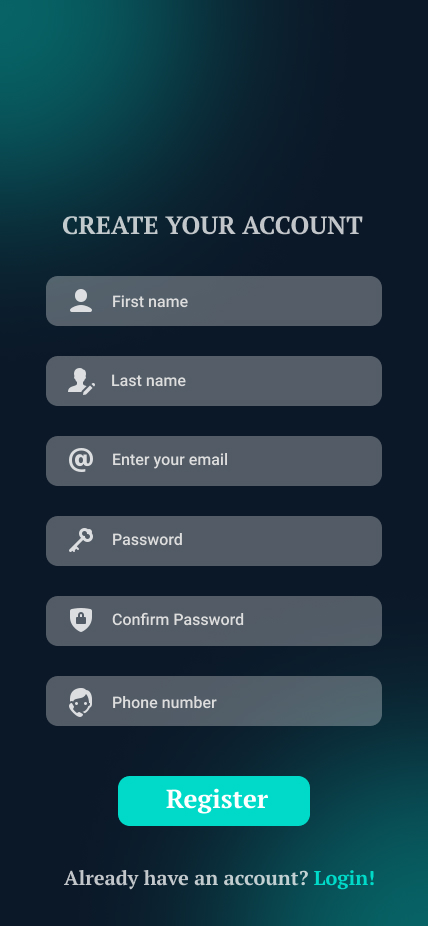 CREATE YOUR ACCOUNT
First name
Last name
Enter your email
Password
Confirm Password
Phone number
Register
Already have an account? Login!